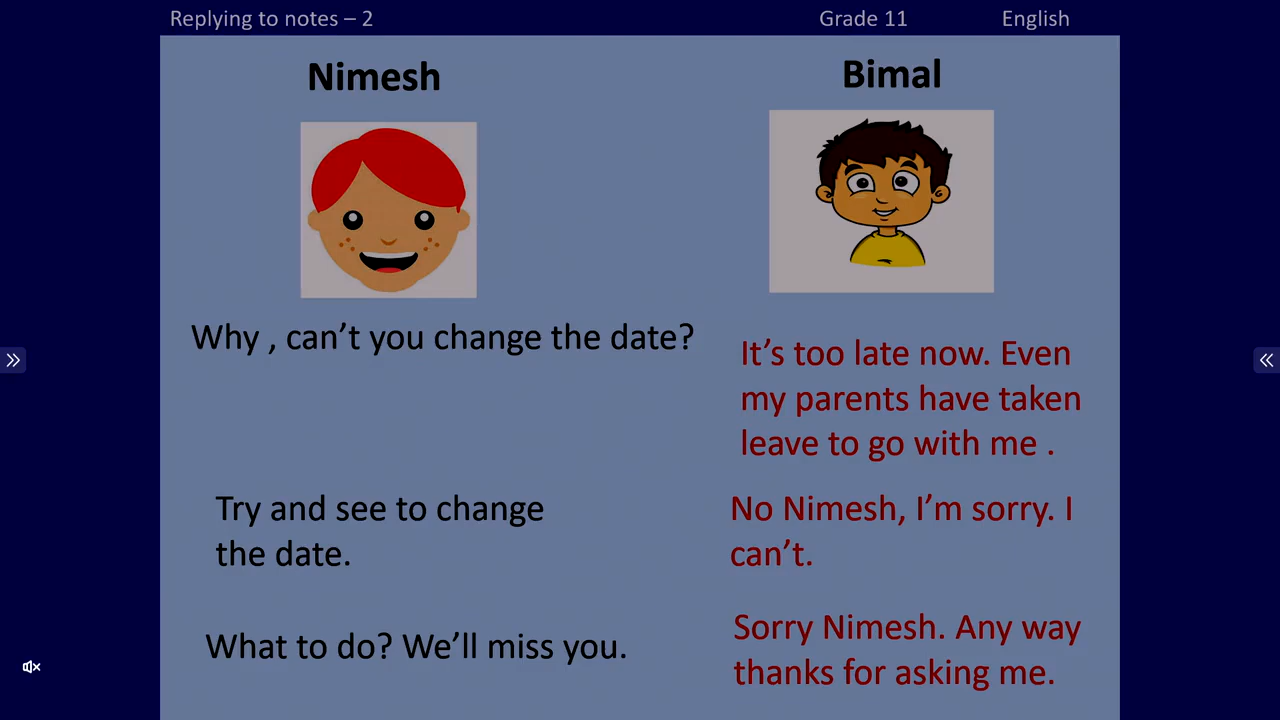 Replying to notes – 2 Grade 11 English
Nimesh
Bimal
Why , can’t you change the date?
It’s too late now. Even
my parents have taken
leave to go with me .
Try and see to change
the date.
No Nimesh, I’m sorry. I
can’t.
What to do? We’ll miss you.
Sorry Nimesh. Any way
thanks for asking me.